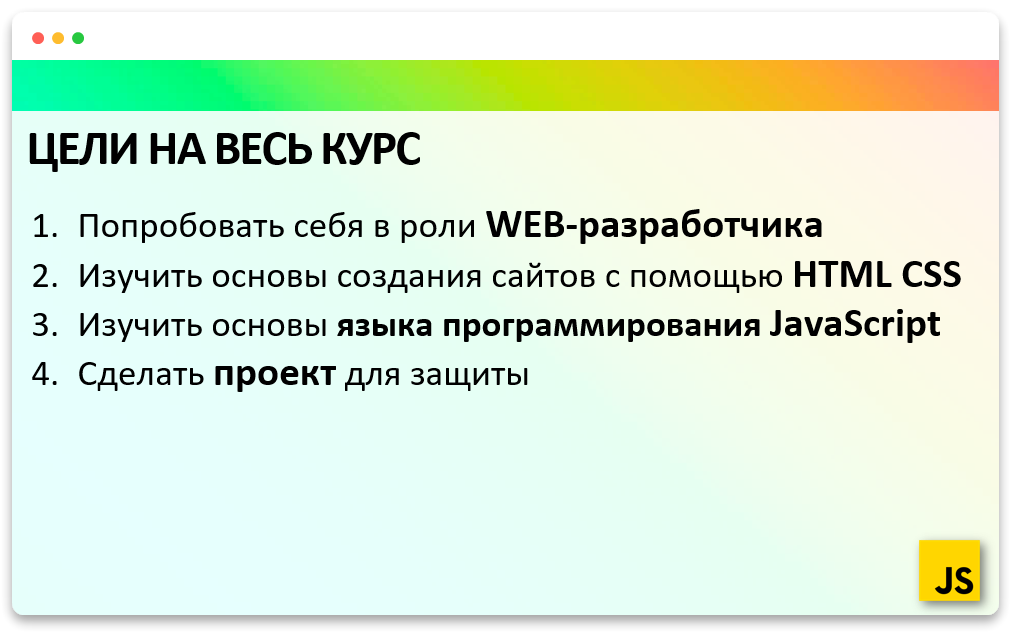 ЦЕЛИ НА ВЕСЬ КУРС
1. Попробовать себя в роли WEB-разработчика
2. Изучить основы создания сайтов с помощью HTML CSS
3. Изучить основы языка программирования JavaScript
4. Сделать проект для защиты
JS